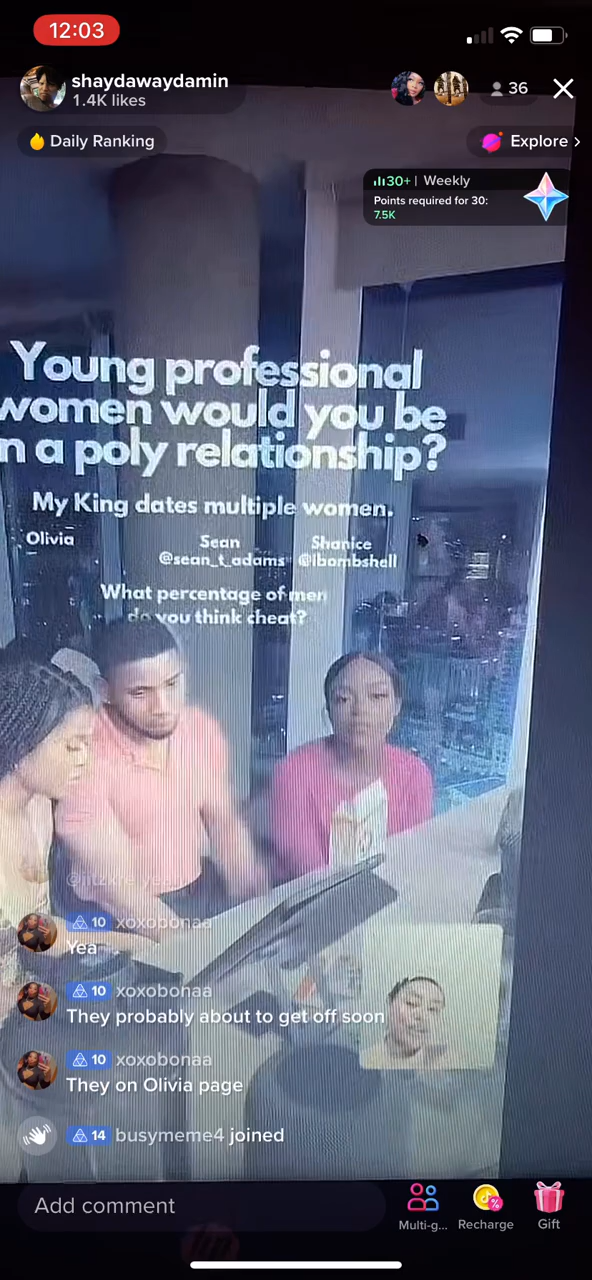 12:03
shaydawaydamin
1.4K likes
36
Daily Ranking
Explore >
30+ | Weekly
Points required for 30:
7.5K
Young professional
women would you be
n a poly relationship?
My King dates multiple women.
Olivia
Sean
@sean_t_adams
Shanice
@lbombshell
What percentage of men
do you think cheat?
10 xoxobonaa
Yea
10 xoxobonaa
They probably about to get off soon
10 xoxobonaa
They on Olivia page
14 busymeme4 joined
Add comment
Multi-g...
Recharge
Gift